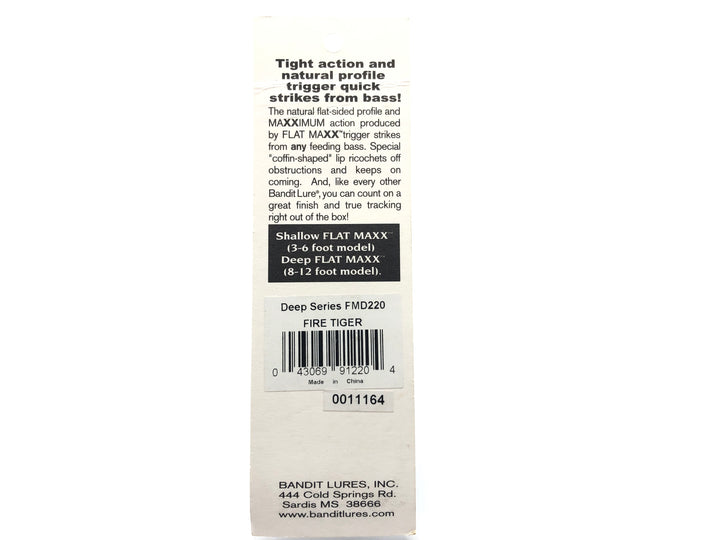 Tight action and
natural profile
trigger quick
strikes from bass!
The natural flat-sided profile and
MAXXIMUM action produced
by FLAT MAXX™trigger strikes
from any feeding bass. Special
"coffin-shaped" lip ricochets off
obstructions and keeps on
coming. And, like every other
Bandit Lure®, you can count on a
great finish and true tracking
right out of the box!
Shallow FLAT MAXX™
(3-6 foot model)
Deep FLAT MAXX™
(8-12 foot model).
Deep Series FMD220
FIRE TIGER
0 43069 91220 4
Made in China
0011164
BANDIT LURES, INC.
444 Cold Springs Rd.
Sardis MS 38666
www.banditlures.com